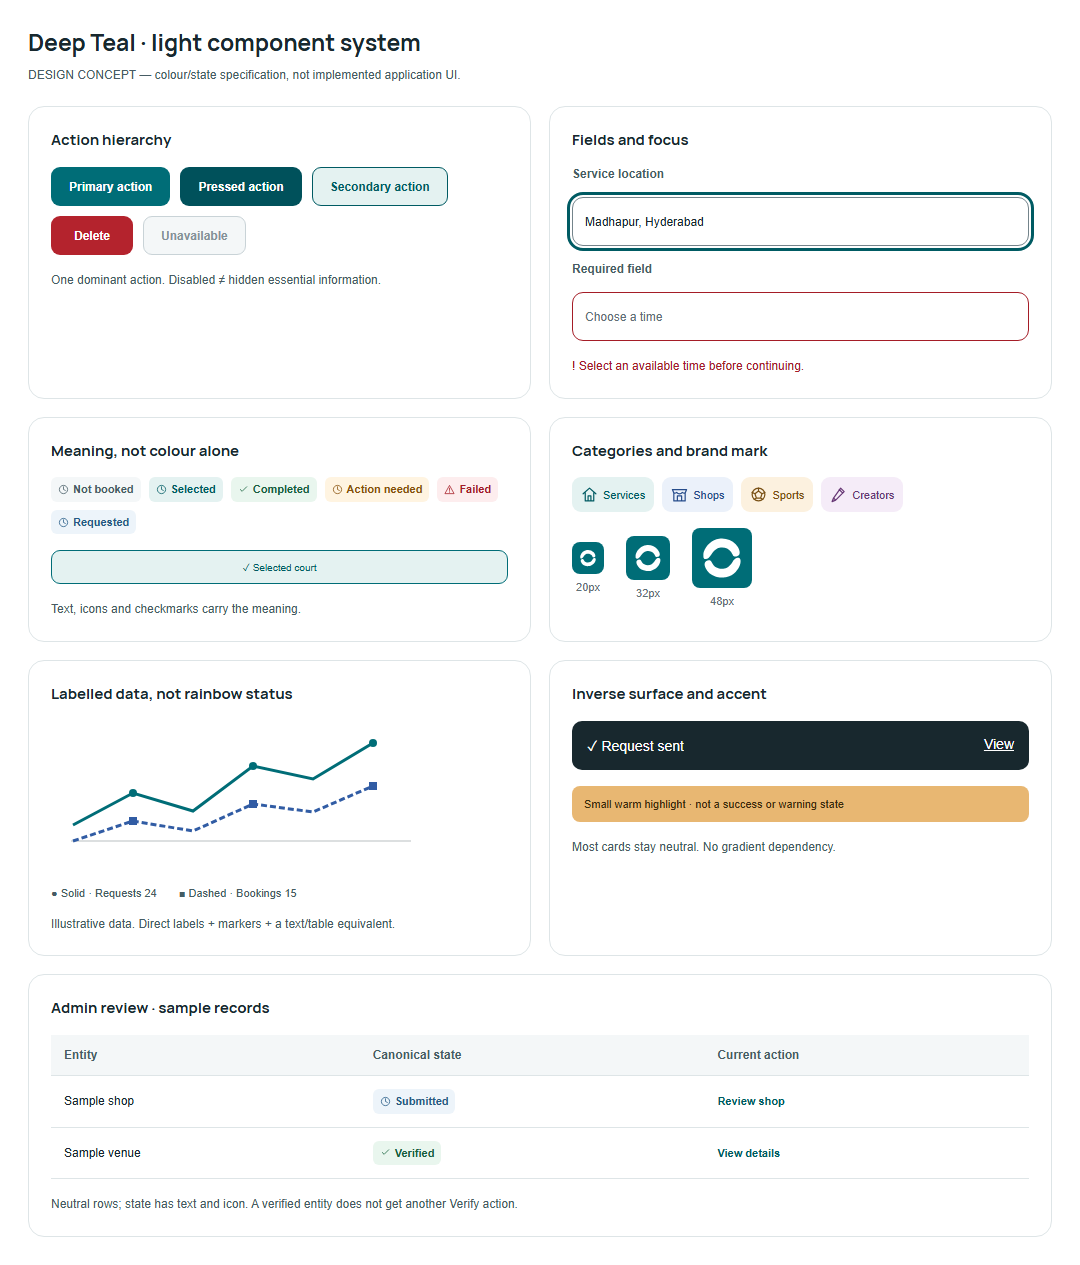 Deep Teal · light component system
DESIGN CONCEPT — colour/state specification, not implemented application UI.
Action hierarchy
Primary action
Pressed action
Secondary action
Delete
Unavailable
One dominant action. Disabled ≠ hidden essential information.
Fields and focus
Service location
Madhapur, Hyderabad
Required field
Choose a time
! Select an available time before continuing.
Meaning, not colour alone
Not booked
Selected
Completed
Action needed
Failed
Requested
✓ Selected court
Text, icons and checkmarks carry the meaning.
Categories and brand mark
Services
Shops
Sports
Creators
20px
32px
48px
Labelled data, not rainbow status
● Solid · Requests 24
■ Dashed · Bookings 15
Illustrative data. Direct labels + markers + a text/table equivalent.
Inverse surface and accent
✓ Request sent
View
Small warm highlight · not a success or warning state
Most cards stay neutral. No gradient dependency.
Admin review · sample records
Entity
Canonical state
Current action
Sample shop
Submitted
Review shop
Sample venue
Verified
View details
Neutral rows; state has text and icon. A verified entity does not get another Verify action.